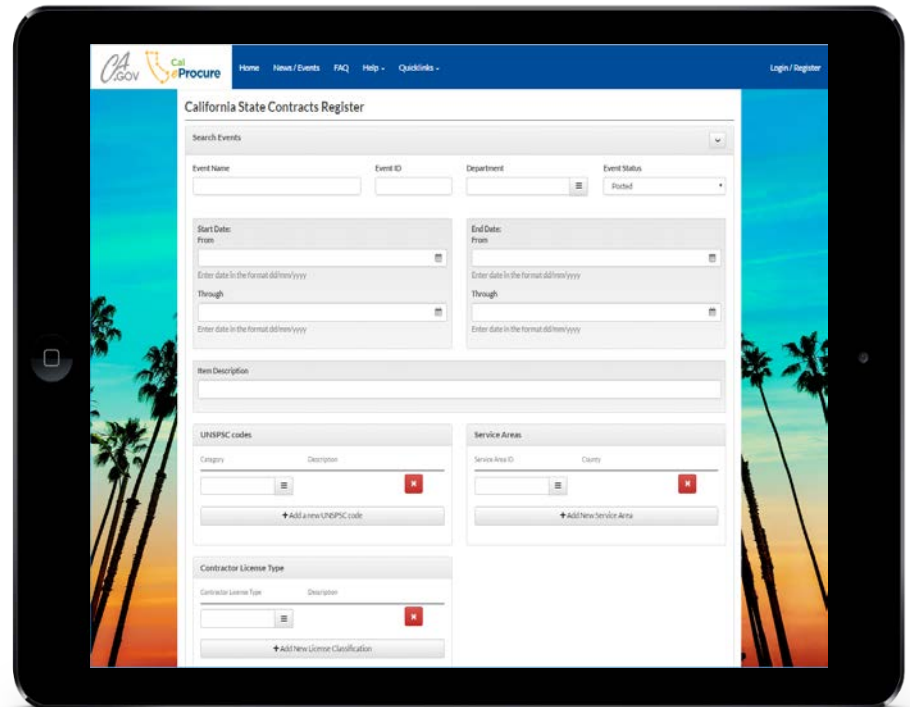 CA.GOV Cal eProcure Home News / Events FAQ Help Quicklinks Login / Register
California State Contracts Register
Search Events
Event Name Event ID Department Event Status
Posted
Start Date: End Date:
From From
Enter date in the format dd/mm/yyyy Enter date in the format dd/mm/yyyy
Through Through
Enter date in the format dd/mm/yyyy Enter date in the format dd/mm/yyyy
Item Description
UNSPSC codes Service Areas
Category Description Service Area ID County
+ Add a new UNSPSC code + Add New Service Area
Contractor License Type
Contractor License Type Description
+ Add New License Classification